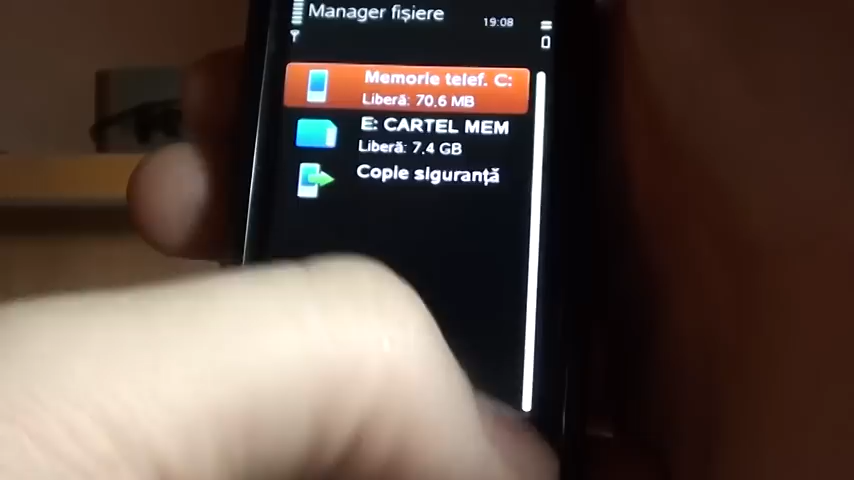 Manager fișiere
19:08
Memorie telef. C:
Liberă: 70.6 MB
E: CARTEL MEM
Liberă: 7.4 GB
Copie siguranță